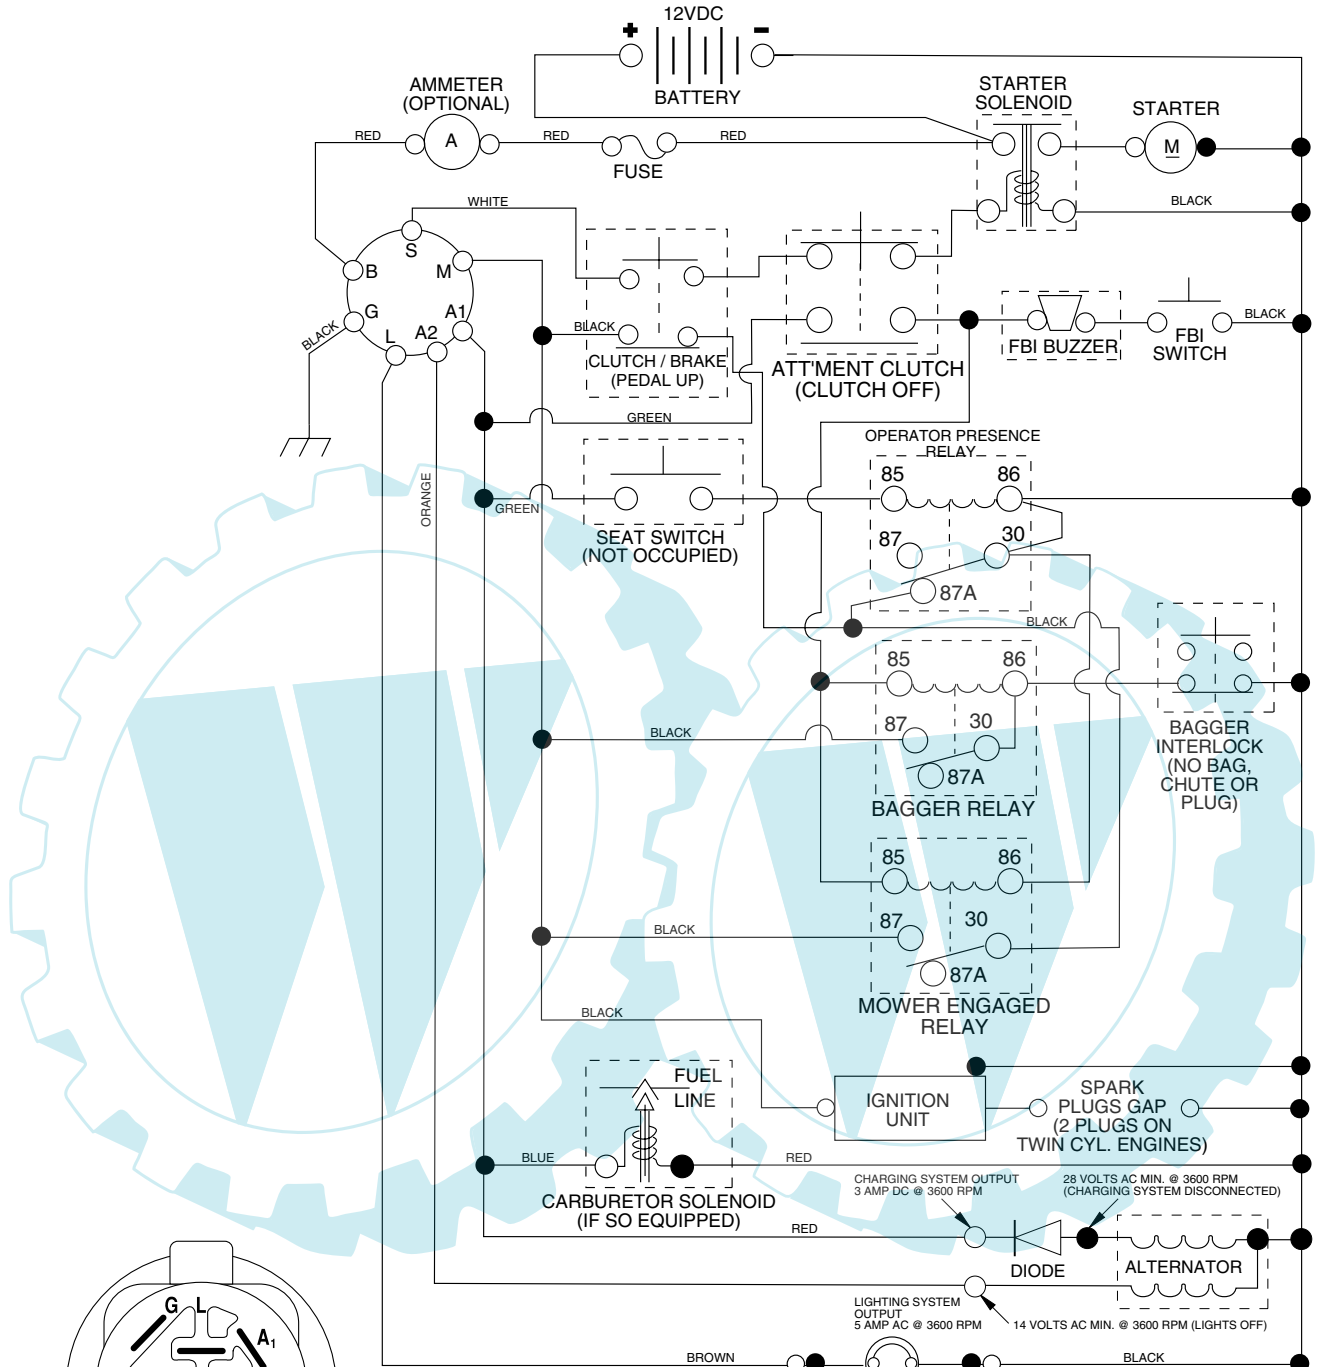 12VDC
+
-
BATTERY
AMMETER
(OPTIONAL)
STARTER
SOLENOID
STARTER
RED
A
RED
FUSE
RED
M
WHITE
BLACK
S
B
M
G
A1
A2
L
BLACK
BLACK
CLUTCH / BRAKE
(PEDAL UP)
ATT'MENT CLUTCH
(CLUTCH OFF)
FBI BUZZER
FBI
SWITCH
BLACK
GREEN
OPERATOR PRESENCE
RELAY
85
86
ORANGE
GREEN
SEAT SWITCH
(NOT OCCUPIED)
87
30
87A
BLACK
85
86
BLACK
87
30
87A
BAGGER RELAY
BAGGER
INTERLOCK
(NO BAG,
CHUTE OR
PLUG)
85
86
BLACK
87
30
87A
MOWER ENGAGED
RELAY
BLACK
FUEL
LINE
IGNITION
UNIT
SPARK
PLUGS GAP
(2 PLUGS ON
TWIN CYL. ENGINES)
BLUE
RED
CARBURETOR SOLENOID
(IF SO EQUIPPED)
CHARGING SYSTEM OUTPUT
3 AMP DC @ 3600 RPM
28 VOLTS AC MIN. @ 3600 RPM
(CHARGING SYSTEM DISCONNECTED)
RED
DIODE
ALTERNATOR
LIGHTING SYSTEM
OUTPUT
5 AMP AC @ 3600 RPM
14 VOLTS AC MIN. @ 3600 RPM (LIGHTS OFF)
G
L
A1
BROWN
BLACK